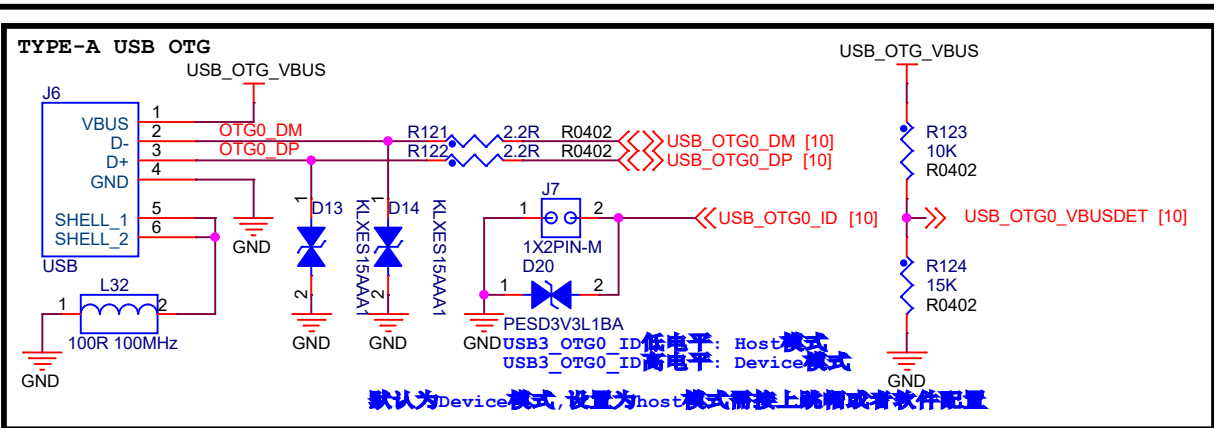 TYPE-A USB OTG
USB_OTG_VBUS
USB_OTG_VBUS
J6
VBUS 1
D- 2 OTG0_DM R121 2.2R R0402 USB_OTG0_DM [10]
D+ 3 OTG0_DP R122 2.2R R0402 USB_OTG0_DP [10]
GND 4
SHELL_1 5
SHELL_2 6
USB
GND
L32
1 2
100R 100MHz
GND
1 D13 KLXES15AAA1 2
GND
1 D14 KLXES15AAA1 2
GND
J7
1 2 USB_OTG0_ID [10]
1X2PIN-M
D20
1 2
PESD3V3L1BA
GND
USB3_OTG0_ID低电平: Host模式
USB3_OTG0_ID高电平: Device模式
R123
10K
R0402
USB_OTG0_VBUSDET [10]
R124
15K
R0402
GND
默认为Device模式,设置为host模式需接上跳帽或者软件配置